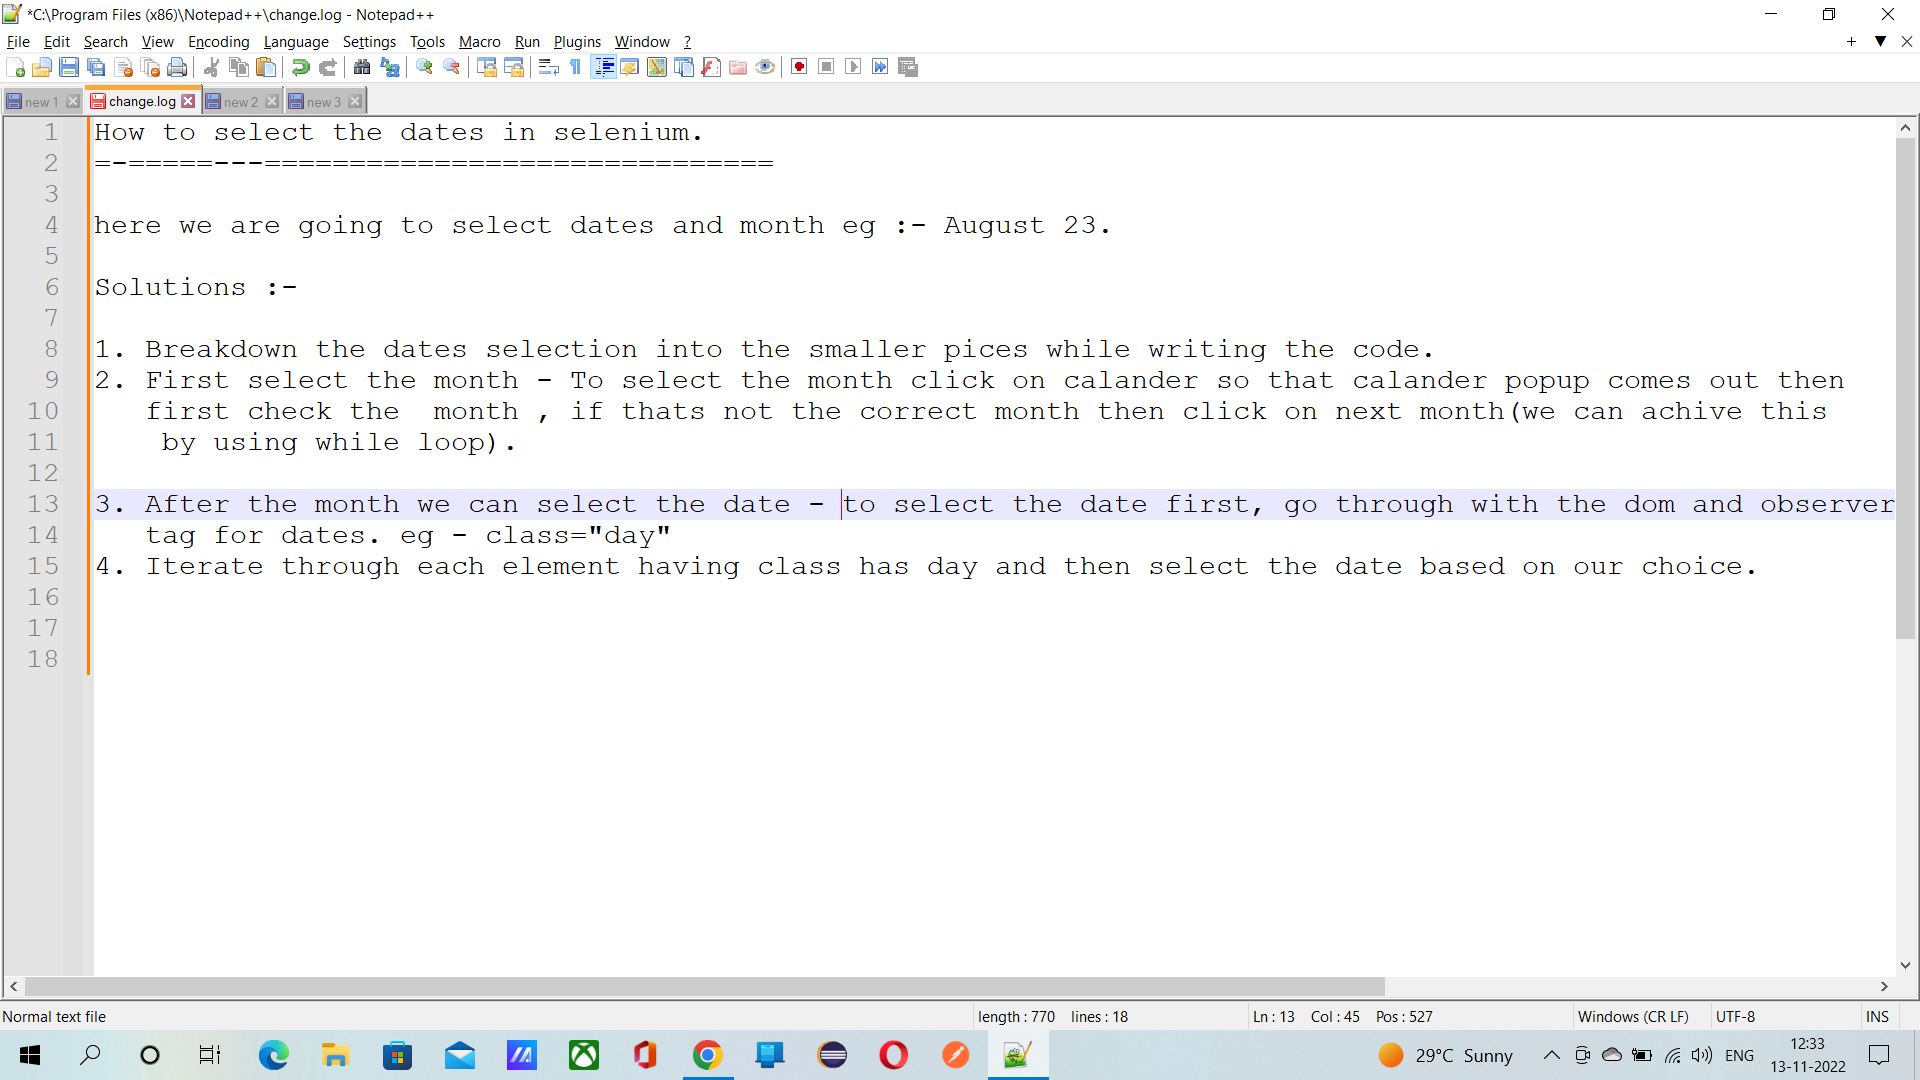 *C:\Program Files (x86)\Notepad++\change.log - Notepad++
File Edit Search View Encoding Language Settings Tools Macro Run Plugins Window ?
new 1 change.log new 2 new 3
1 How to select the dates in selenium.
2 =-=====---==============================
3
4 here we are going to select dates and month eg :- August 23.
5
6 Solutions :-
7
8 1. Breakdown the dates selection into the smaller pices while writing the code.
9 2. First select the month - To select the month click on calander so that calander popup comes out then
10 first check the  month , if thats not the correct month then click on next month(we can achive this
11 by using while loop).
12
13 3. After the month we can select the date - to select the date first, go through with the dom and observer
14 tag for dates. eg - class="day"
15 4. Iterate through each element having class has day and then select the date based on our choice.
16
17
18
Normal text file length : 770 lines : 18 Ln : 13 Col : 45 Pos : 527 Windows (CR LF) UTF-8 INS
29°C Sunny ENG 12:33
13-11-2022